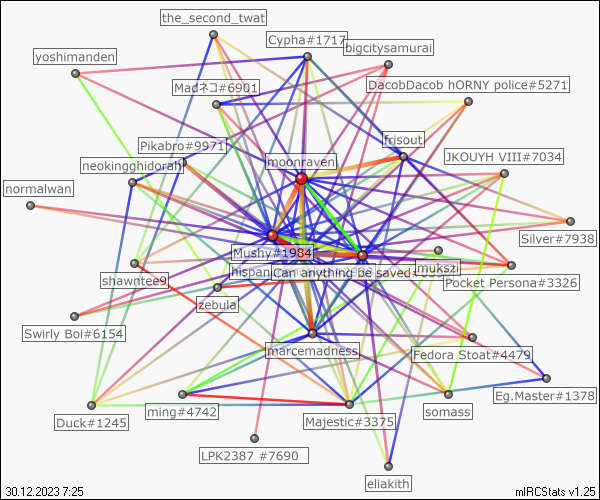 the_second_twat
Cypha#1717
bigcitysamurai
yoshimanden
Madネコ#6901
DacobDacob hORNY police#5271
Pikabro#9971
frisout
moonraven
JKOUYH VIII#7034
neokingghidorah
normalwan
Silver#7938
Mushy#1984
mukszi
Can anything be saved
Pocket Persona#3326
shawntee9
zebula
Swirly Boi#6154
marcemadness
Fedora Stoat#4479
Eg.Master#1378
Duck#1245
ming#4742
Majestic#3375
somass
LPK2387 #7690
eliakith
30.12.2023 7:25
mIRCStats v1.25